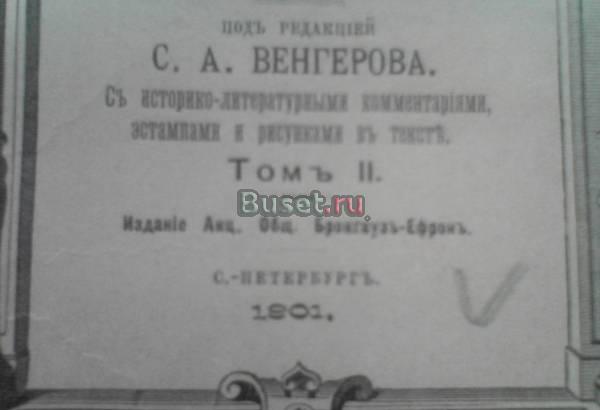 ПОДЪ РЕДАКЦІЕЙ
С. А. ВЕНГЕРОВА.
Съ историко-литературными комментаріями,
эстампами и рисунками въ текстѣ.
Томъ II.
Buset.ru
Изданіе Акц. Общ. Брокгаузъ-Ефронъ.
С.-ПЕТЕРБУРГЪ.
1901.